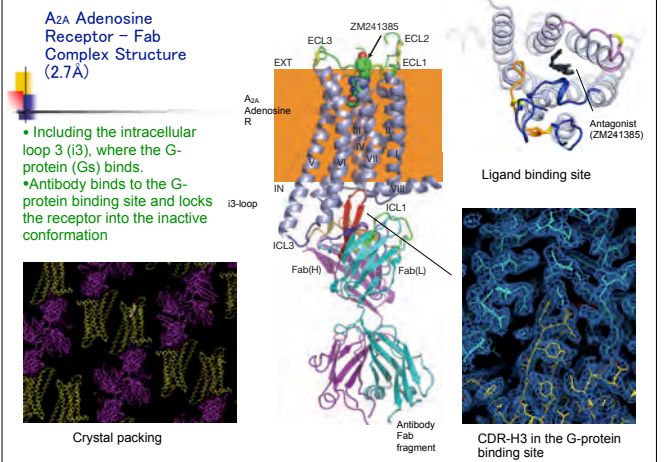 A2A Adenosine
Receptor – Fab
Complex Structure
(2.7Å)
• Including the intracellular
loop 3 (i3), where the G-
protein (Gs) binds.
•Antibody binds to the G-
protein binding site and locks
the receptor into the inactive
conformation
Crystal packing
ZM241385
ECL3
ECL2
EXT
ECL1
A2A
Adenosine
R
III
II
IV
I
V
VI
VII
IN
VIII
i3-loop
ICL1
ICL3
Fab(H)
Fab(L)
Antibody
Fab
fragment
Antagonist
(ZM241385)
Ligand binding site
CDR-H3 in the G-protein
binding site